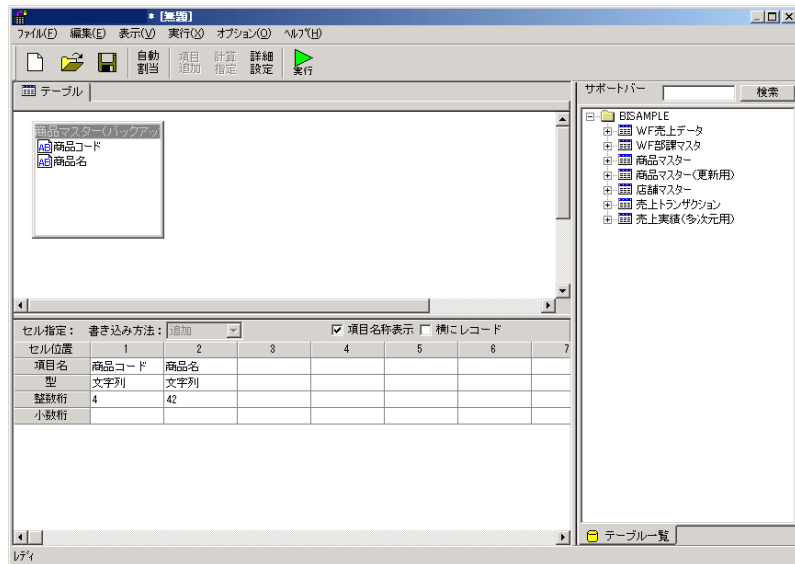 * [無題]
ファイル(F) 編集(E) 表示(V) 実行(X) オプション(O) ヘルプ(H)
自動割当 項目追加 計算指定 詳細設定 実行
テーブル
商品マスター(バックアッ
AB 商品コード
AB 商品名
サポートバー 検索
BISAMPLE
WF売上データ
WF部課マスタ
商品マスター
商品マスター(更新用)
店舗マスター
売上トランザクション
売上実績(多次元用)
セル指定: 書き込み方法: 追加 項目名称表示 横にレコード
セル位置 1 2 3 4 5 6 7
項目名 商品コード 商品名
型 文字列 文字列
整数桁 4 42
小数桁
テーブル一覧
レディ